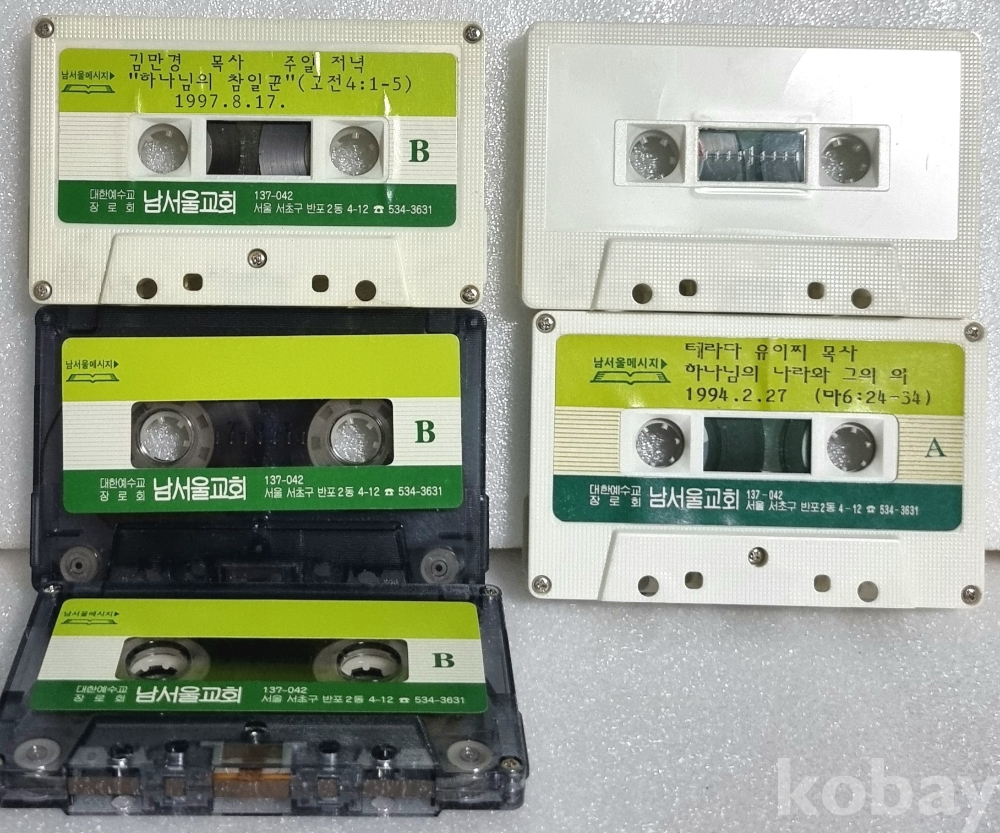 김만경 목사 주일 저녁
남서울메시지▶
"하나님의 참일꾼"(고전4:1-5)
1997.8.17.
B
대한예수교
장로회
남서울교회
137-042
서울 서초구 반포2동 4-12 ☎ 534-3631
남서울메시지▶
B
대한예수교
장로회
남서울교회
137-042
서울 서초구 반포2동 4-12 ☎ 534-3631
남서울메시지▶
B
대한예수교
장로회
남서울교회
137-042
서울 서초구 반포2동 4-12 ☎ 534-3631
테라다 유이찌 목사
남서울메시지▶
하나님의 나라와 그의 의
1994.2.27 (마6:24-34)
A
대한예수교
장로회
남서울교회
137-042
서울 서초구 반포2동 4-12 ☎ 534-3631
kobay